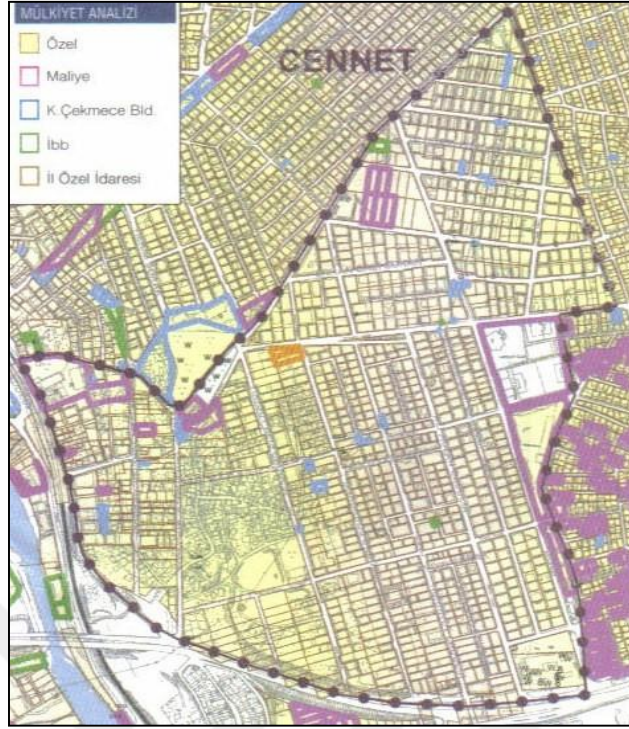 MÜLKİYET ANALİZİ
Özel
Maliye
K.Çekmece Bld.
İbb
İl Özel İdaresi
CENNET